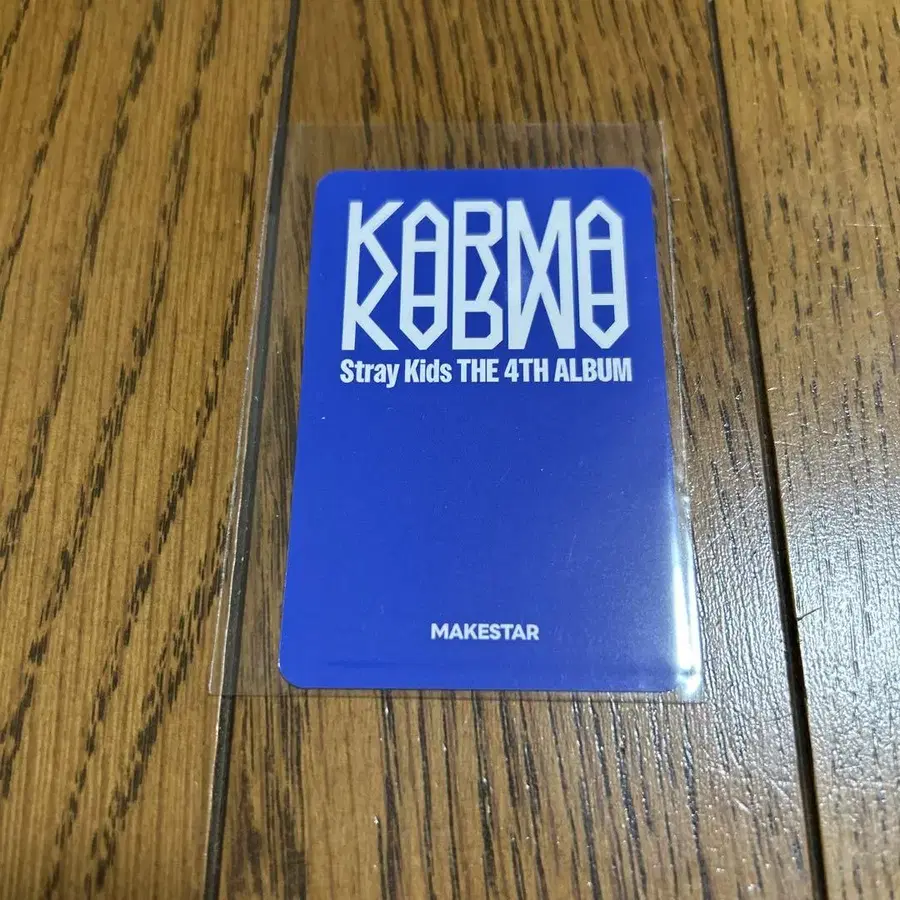 KARMA
Stray Kids THE 4TH ALBUM
MAKESTAR